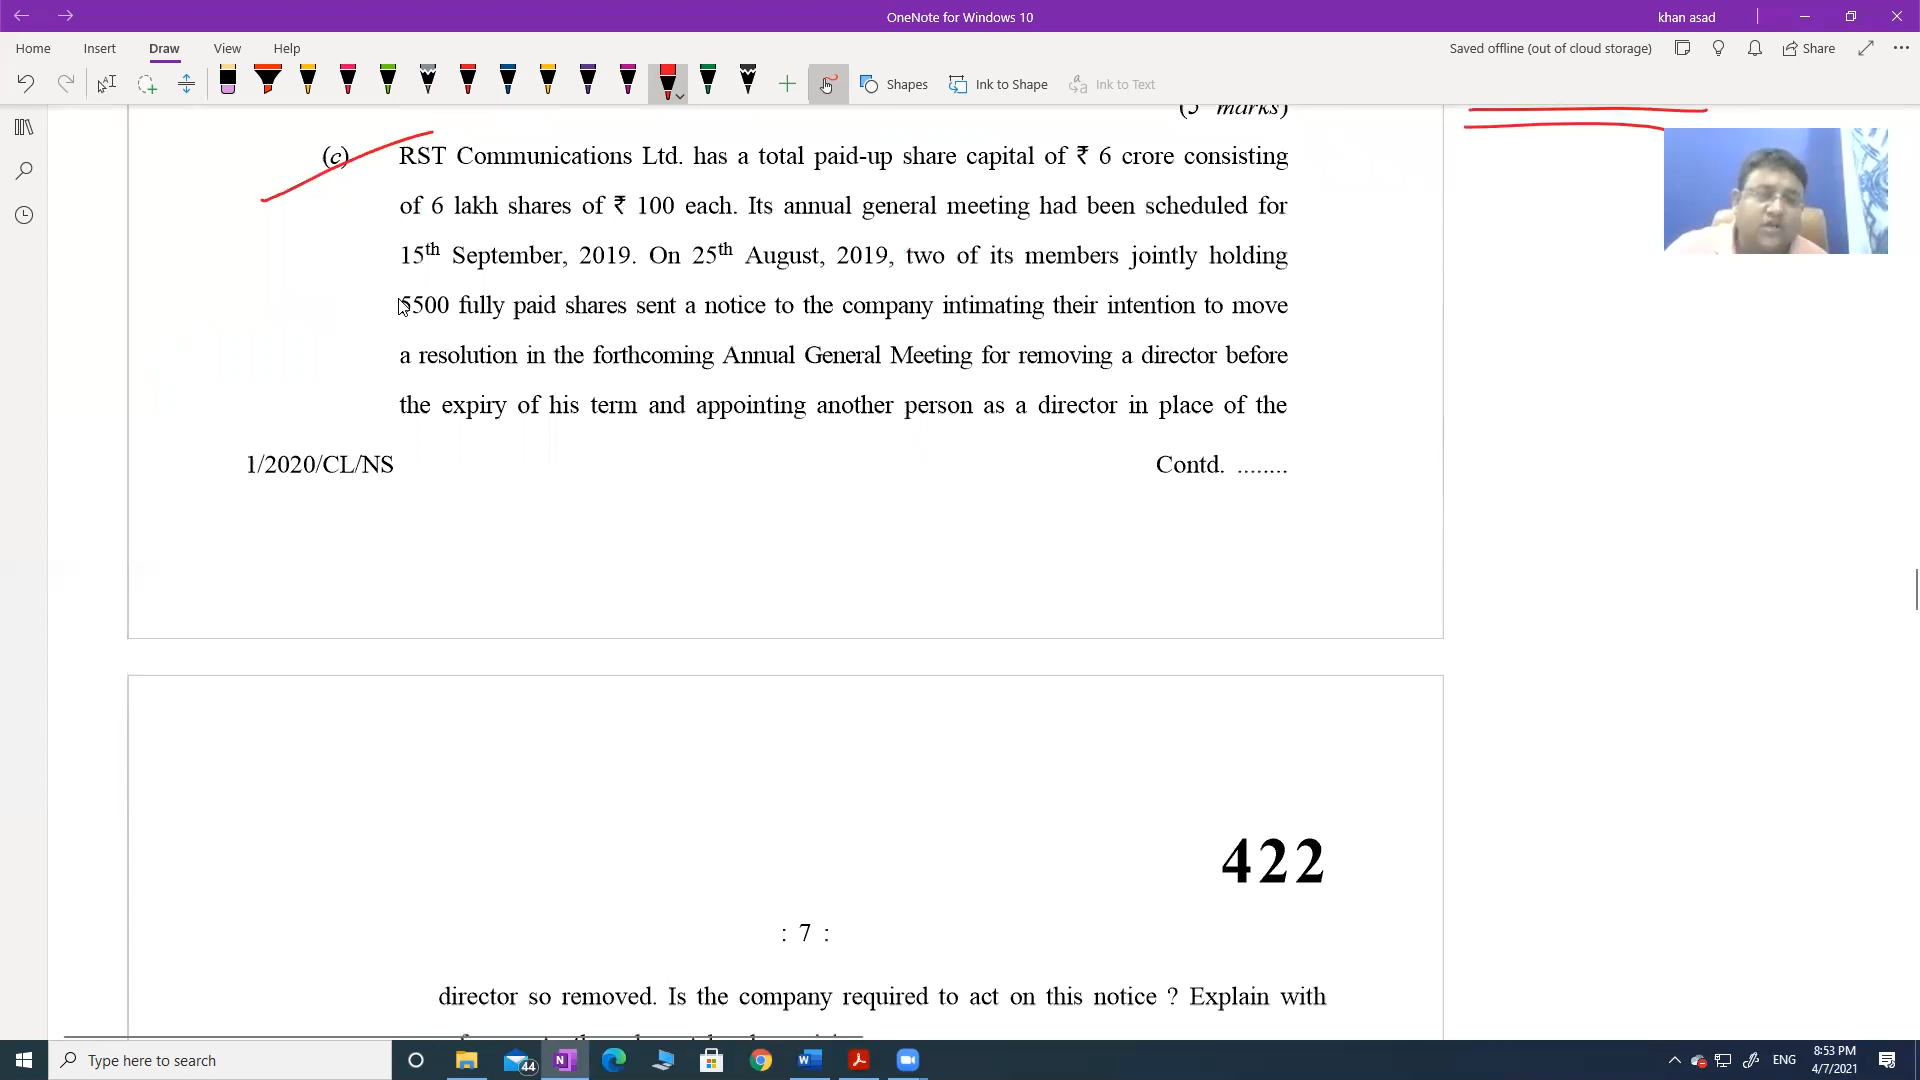 OneNote for Windows 10
khan asad
Home Insert Draw View Help
Saved offline (out of cloud storage)
Share
Shapes
Ink to Shape
Ink to Text
(5 marks)
(c) RST Communications Ltd. has a total paid-up share capital of ₹ 6 crore consisting
of 6 lakh shares of ₹ 100 each. Its annual general meeting had been scheduled for
15th September, 2019. On 25th August, 2019, two of its members jointly holding
5500 fully paid shares sent a notice to the company intimating their intention to move
a resolution in the forthcoming Annual General Meeting for removing a director before
the expiry of his term and appointing another person as a director in place of the
1/2020/CL/NS Contd. ........
422
: 7 :
director so removed. Is the company required to act on this notice ? Explain with
Type here to search
44
ENG
8:53 PM
4/7/2021